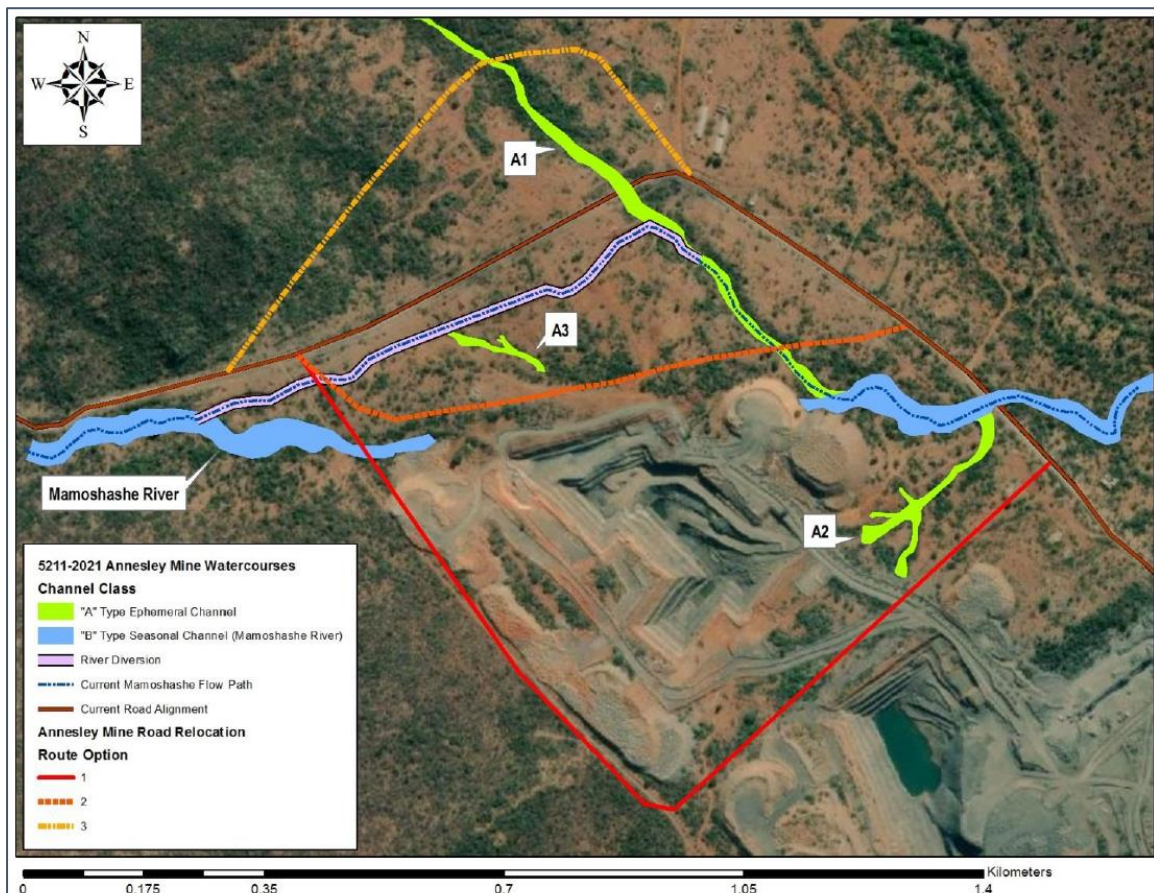 N
W E
S
A1
A3
Mamoshashe River
A2
5211-2021 Annesley Mine Watercourses
Channel Class
"A" Type Ephemeral Channel
"B" Type Seasonal Channel (Mamoshashe River)
River Diversion
Current Mamoshashe Flow Path
Current Road Alignment
Annesley Mine Road Relocation
Route Option
1
2
3
Kilometers
0 0.175 0.35 0.7 1.05 1.4